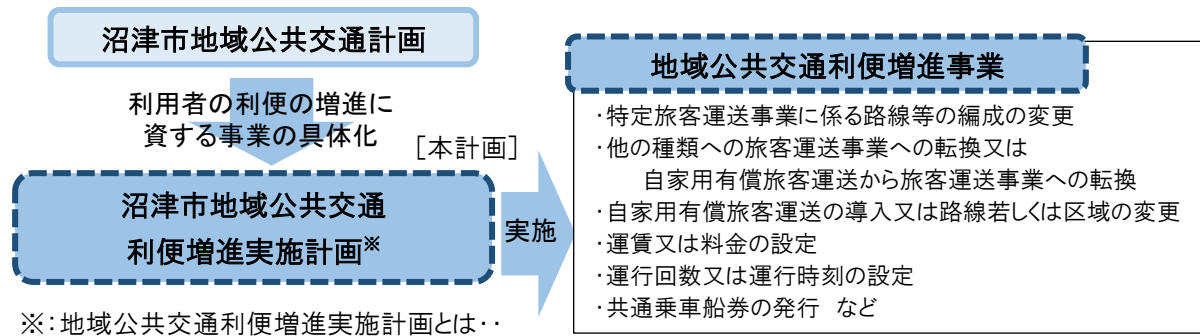 沼津市地域公共交通計画
利用者の利便の増進に
資する事業の具体化
［本計画］
沼津市地域公共交通
利便増進実施計画※
実施
地域公共交通利便増進事業
・特定旅客運送事業に係る路線等の編成の変更
・他の種類への旅客運送事業への転換又は
自家用有償旅客運送から旅客運送事業への転換
・自家用有償旅客運送の導入又は路線若しくは区域の変更
・運賃又は料金の設定
・運行回数又は運行時刻の設定
・共通乗車船券の発行 など
※：地域公共交通利便増進実施計画とは‥